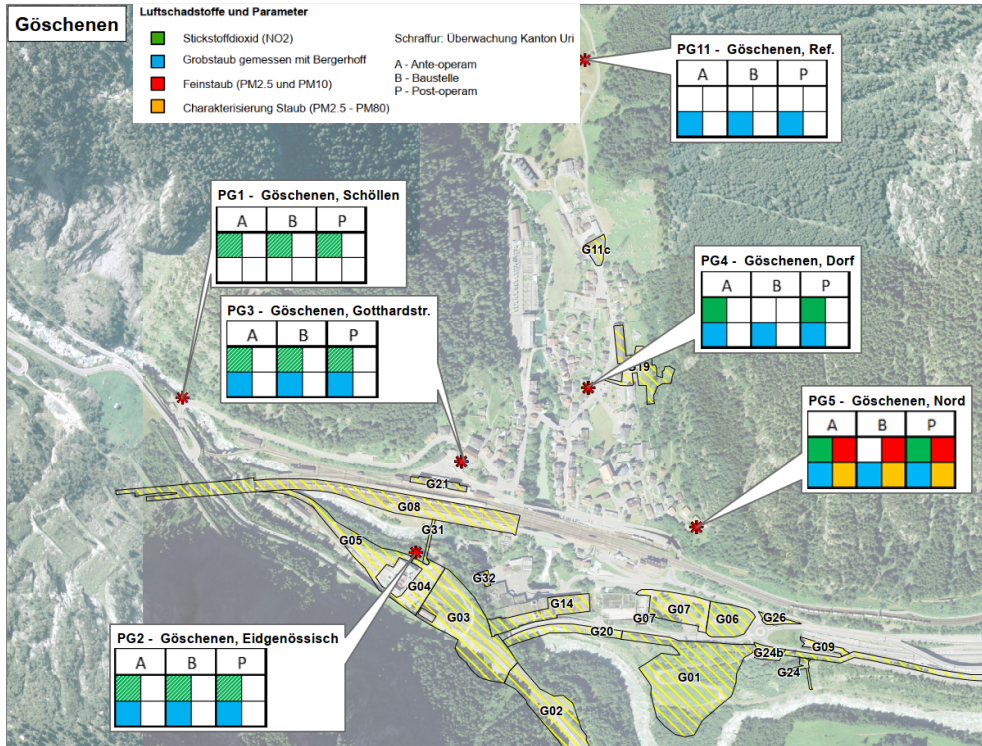 Göschenen
Luftschadstoffe und Parameter
Stickstoffdioxid (NO2)
Grobstaub gemessen mit Bergerhoff
Feinstaub (PM2.5 und PM10)
Charakterisierung Staub (PM2.5 - PM80)
Schraffur: Überwachung Kanton Uri
A - Ante-operam
B - Baustelle
P - Post-operam
PG11 - Göschenen, Ref.
A B P
PG1 - Göschenen, Schöllen
A B P
G11c
PG4 - Göschenen, Dorf
A B P
PG3 - Göschenen, Gotthardstr.
A B P
G19
PG5 - Göschenen, Nord
A B P
G21
G08
G31
G05
G04
G32
G03
G14
G07
G07
G06
G26
G20
G09
G24b
G24
G01
G02
PG2 - Göschenen, Eidgenössisch
A B P